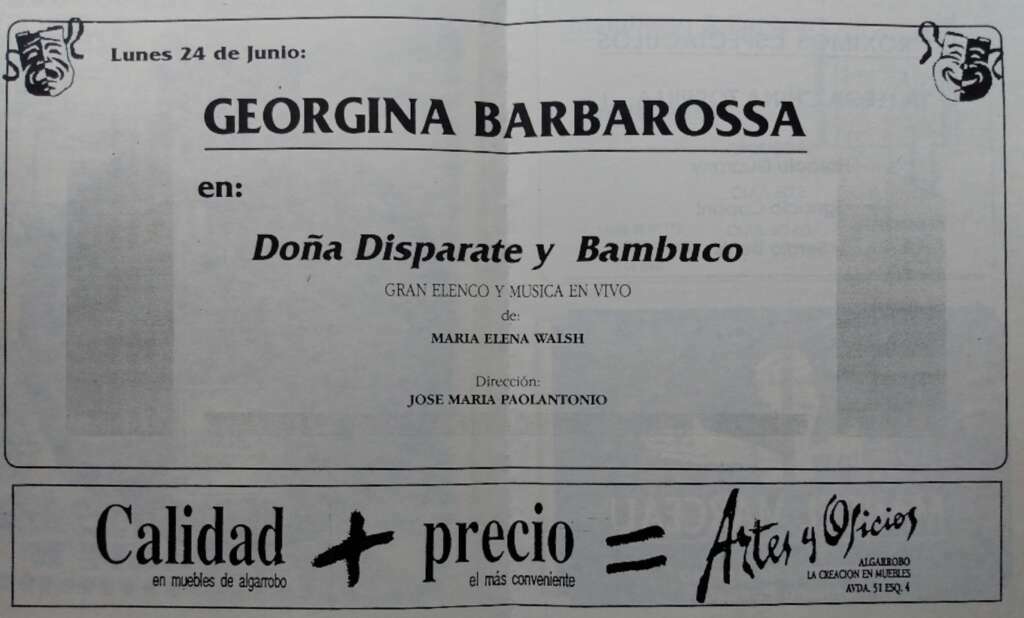 Lunes 24 de Junio:
GEORGINA BARBAROSSA
en:
Doña Disparate y Bambuco
GRAN ELENCO Y MUSICA EN VIVO
de:
MARIA ELENA WALSH
Dirección:
JOSE MARIA PAOLANTONIO
Calidad + precio = Artes y Oficios
en muebles de algarrobo
el más conveniente
ALGARROBO
LA CREACION EN MUEBLES
AVDA. 51 ESQ. 4